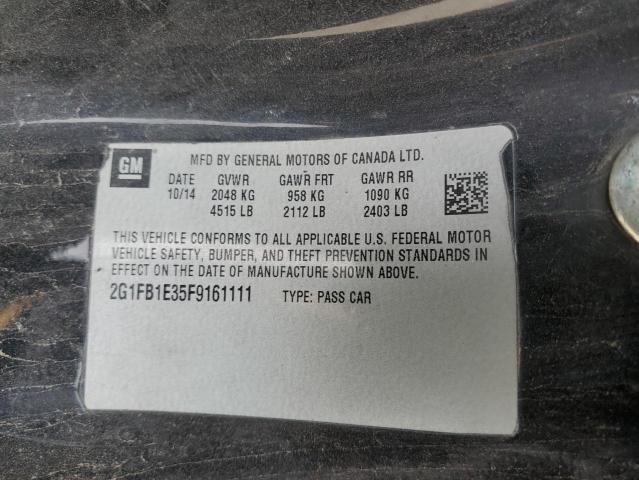 GM
MFD BY GENERAL MOTORS OF CANADA LTD.
DATE GVWR GAWR FRT GAWR RR
10/14 2048 KG 958 KG 1090 KG
4515 LB 2112 LB 2403 LB
THIS VEHICLE CONFORMS TO ALL APPLICABLE U.S. FEDERAL MOTOR
VEHICLE SAFETY, BUMPER, AND THEFT PREVENTION STANDARDS IN
EFFECT ON THE DATE OF MANUFACTURE SHOWN ABOVE.
2G1FB1E35F9161111 TYPE: PASS CAR